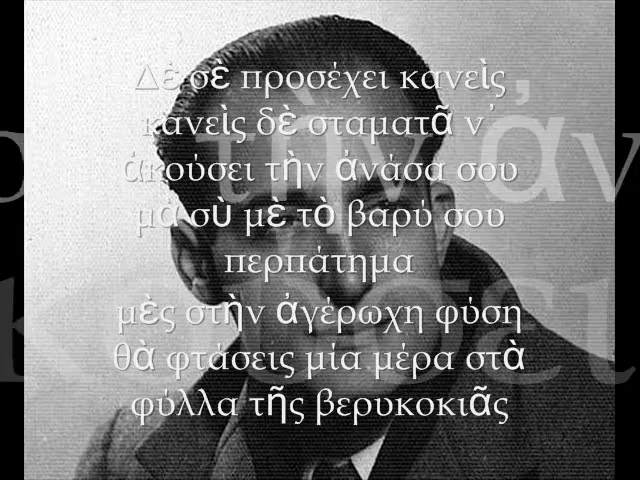 Δὲ σὲ προσέχει κανεὶς
κανεὶς δὲ σταματᾶ ν᾿
ἀκούσει τὴν ἀνάσα σου
μὰ σὺ μὲ τὸ βαρύ σου
περπάτημα
μὲς στὴν ἀγέρωχη φύση
θὰ φτάσεις μία μέρα στὰ
φύλλα τῆς βερυκοκιᾶς